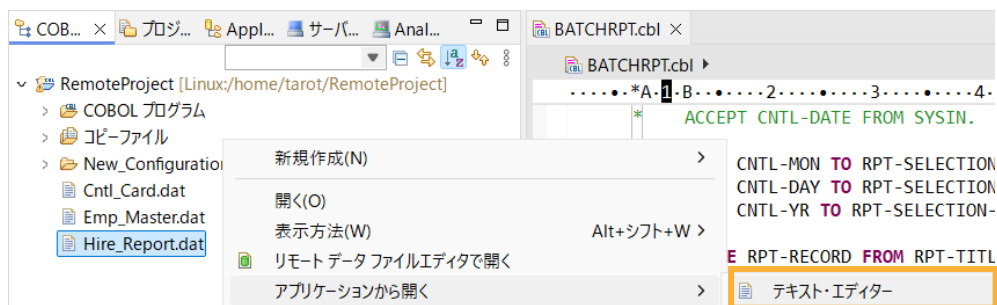 COB... プロジ... Appl... サーバ... Anal...
BATCHRPT.cbl
BATCHRPT.cbl
RemoteProject [Linux:/home/tarot/RemoteProject]
····•·*A·1·B··•····2····•····3····•····4·
COBOL プログラム
* ACCEPT CNTL-DATE FROM SYSIN.
コピーファイル
New_Configuration
新規作成(N)
CNTL-MON TO RPT-SELECTION
Cntl_Card.dat
開く(O)
CNTL-DAY TO RPT-SELECTION
Emp_Master.dat
表示方法(W) Alt+シフト+W
CNTL-YR TO RPT-SELECTION-
Hire_Report.dat
リモート データ ファイルエディタで開く
E RPT-RECORD FROM RPT-TITL
アプリケーションから開く
テキスト・エディター